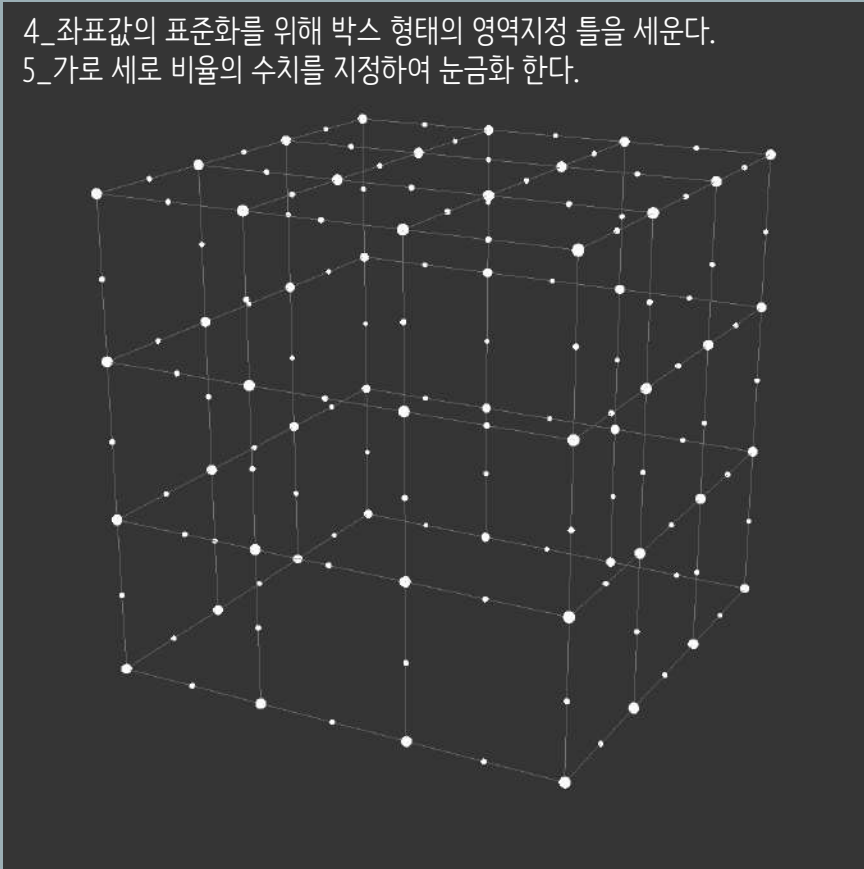 4_좌표값의 표준화를 위해 박스 형태의 영역지정 틀을 세운다.
5_가로 세로 비율의 수치를 지정하여 눈금화 한다.